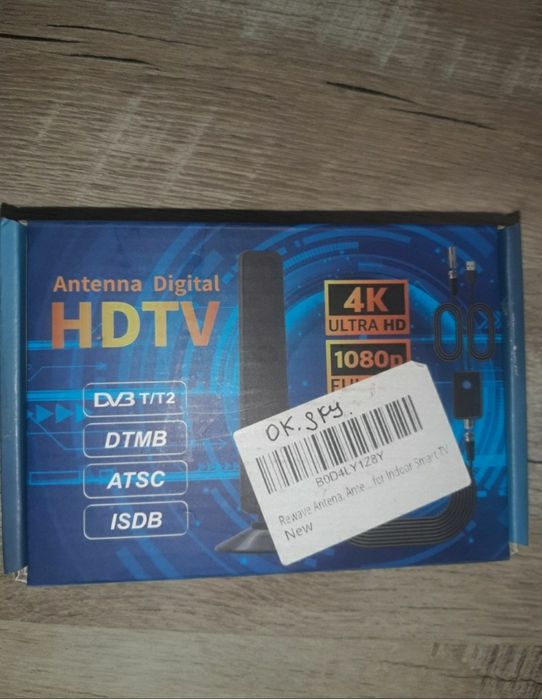 Antenna Digital
HDTV
4K
ULTRA HD
1080p
DVB T/T2
DTMB
ATSC
ISDB
OK.
B0D4LY1Z8Y
Rewave Antena, Ante... for Indoor Smart TV
New